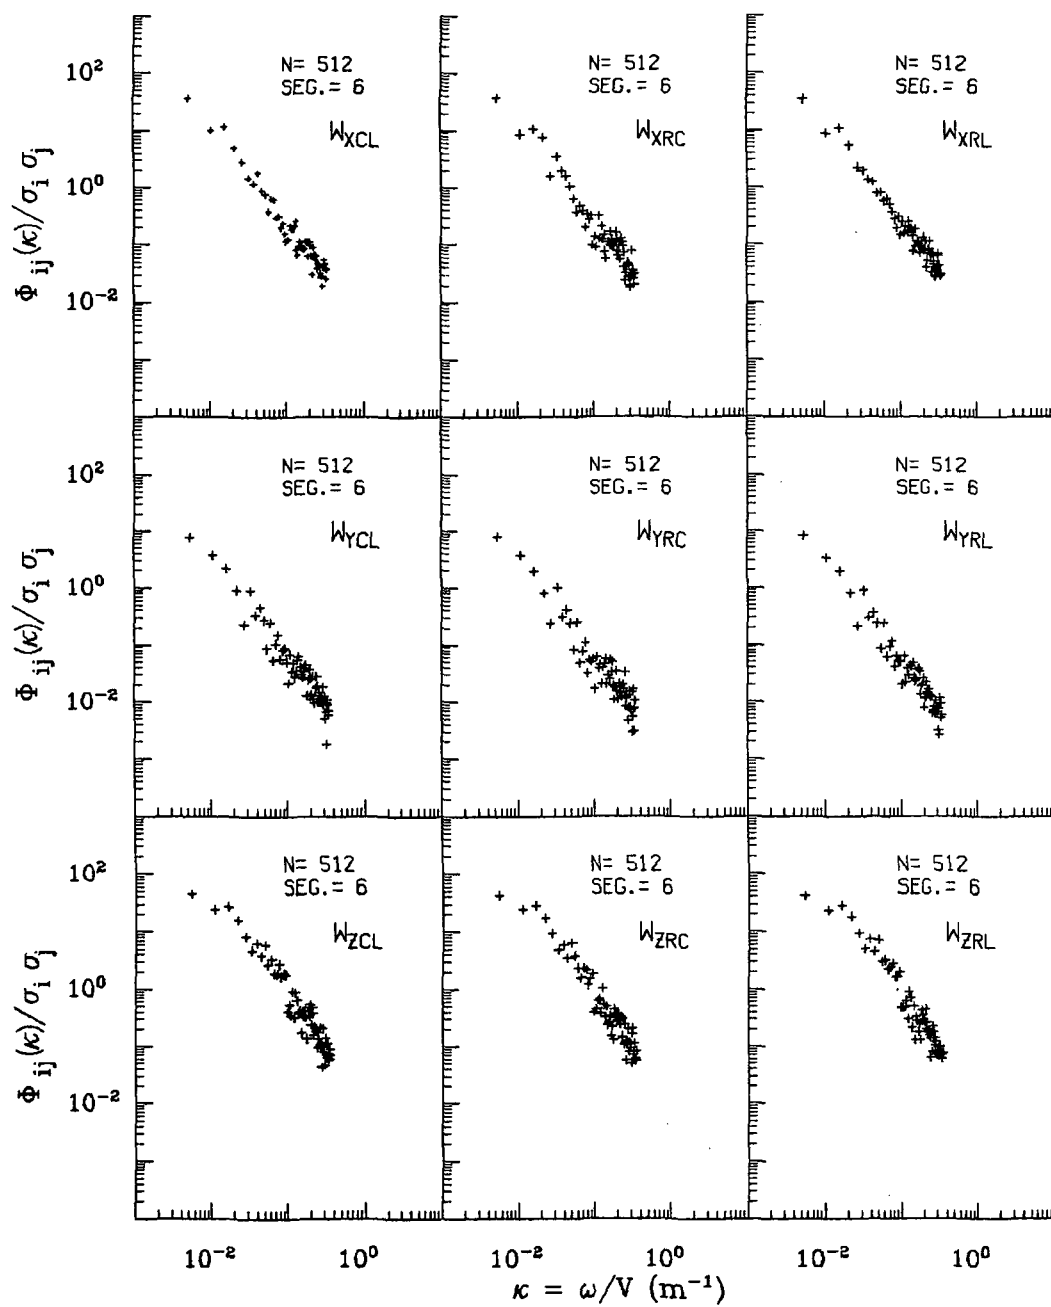 Φ_ij(κ)/σ_i σ_j
10²
10⁰
10⁻²
N= 512
SEG.= 6
W_XCL
N= 512
SEG.= 6
W_XRC
N= 512
SEG.= 6
W_XRL
Φ_ij(κ)/σ_i σ_j
10²
10⁰
10⁻²
N= 512
SEG.= 6
W_YCL
N= 512
SEG.= 6
W_YRC
N= 512
SEG.= 6
W_YRL
Φ_ij(κ)/σ_i σ_j
10²
10⁰
10⁻²
N= 512
SEG.= 6
W_ZCL
N= 512
SEG.= 6
W_ZRC
N= 512
SEG.= 6
W_ZRL
10⁻² 10⁰ 10⁻² 10⁰ 10⁻² 10⁰
κ = ω/V (m⁻¹)